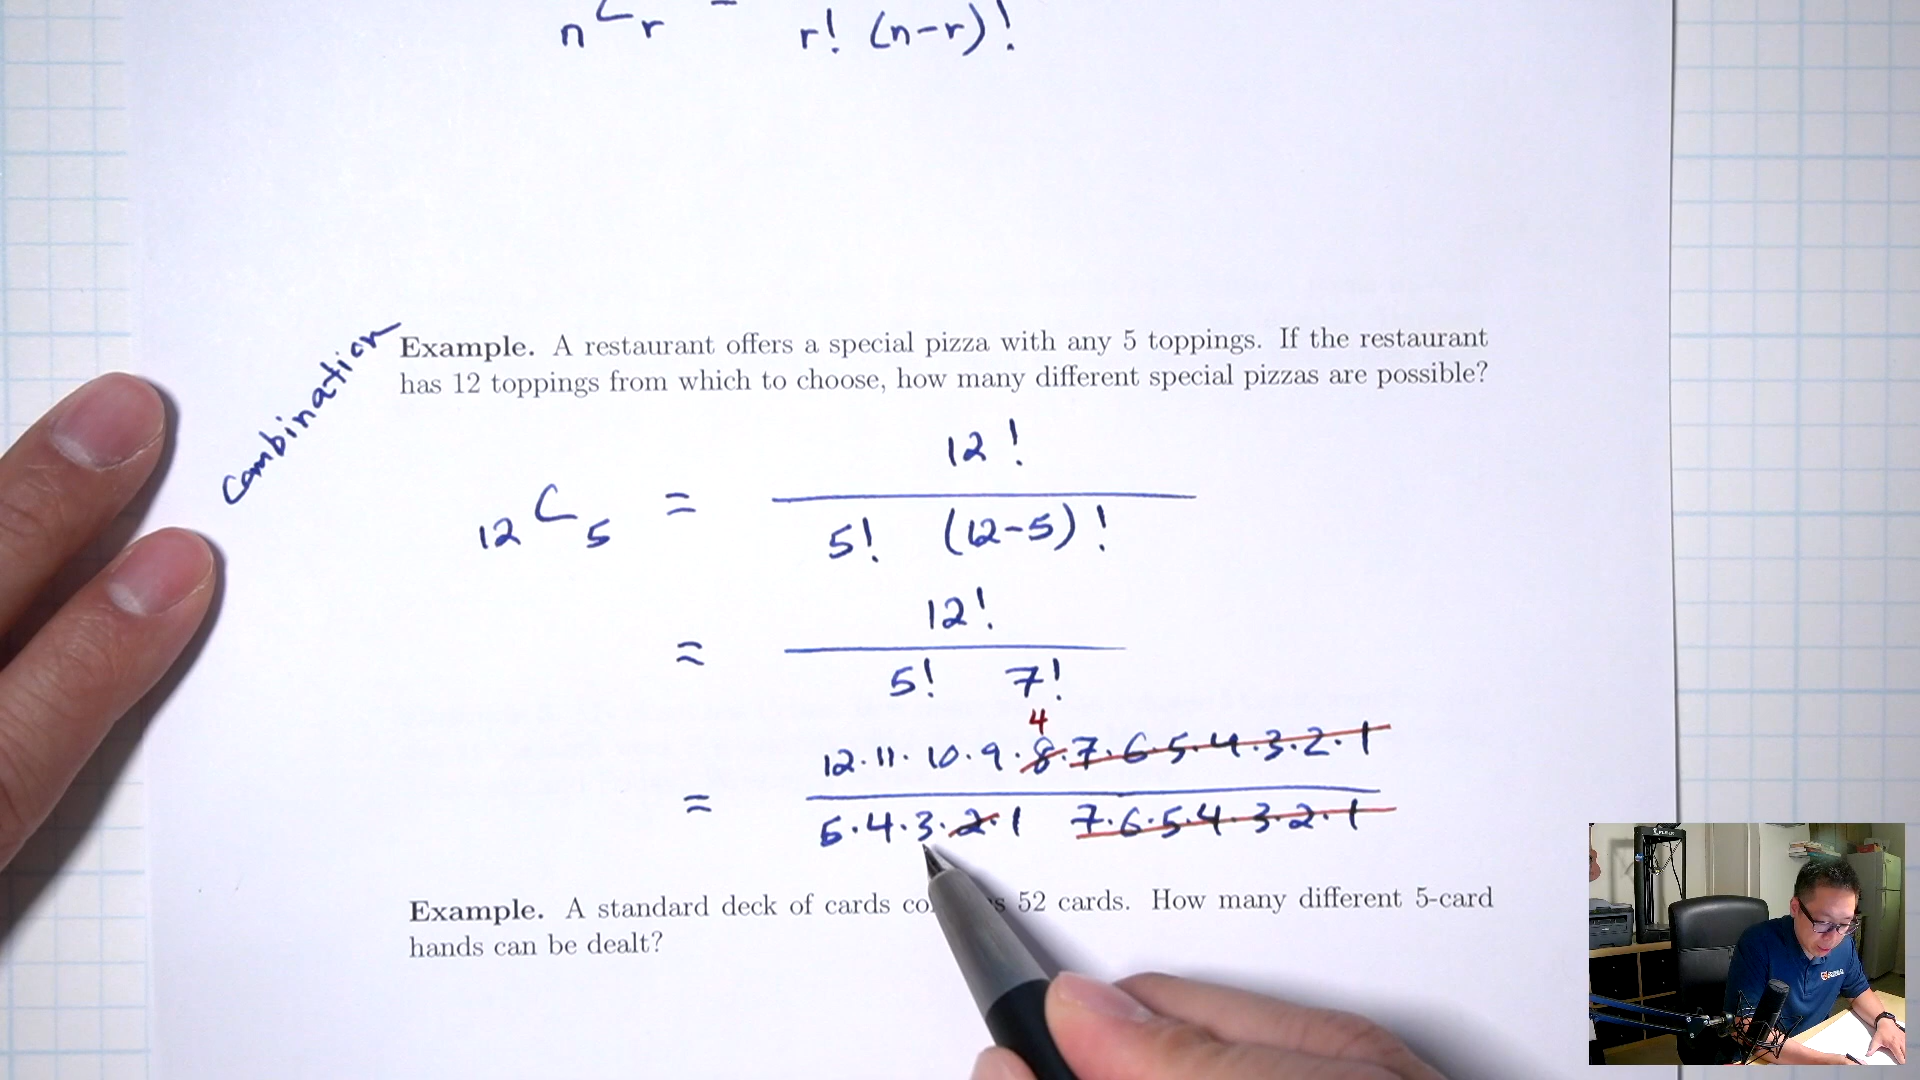 nCr = r! (n-r)!
combination
Example. A restaurant offers a special pizza with any 5 toppings. If the restaurant
has 12 toppings from which to choose, how many different special pizzas are possible?
12!
12 C 5 =
5! (12-5)!
12!
=
5! 7!
4
12·11·10·9·8·7·6·5·4·3·2·1
=
5·4·3·2·1 7·6·5·4·3·2·1
Example. A standard deck of cards 52 cards. How many different 5-card
hands can be dealt?